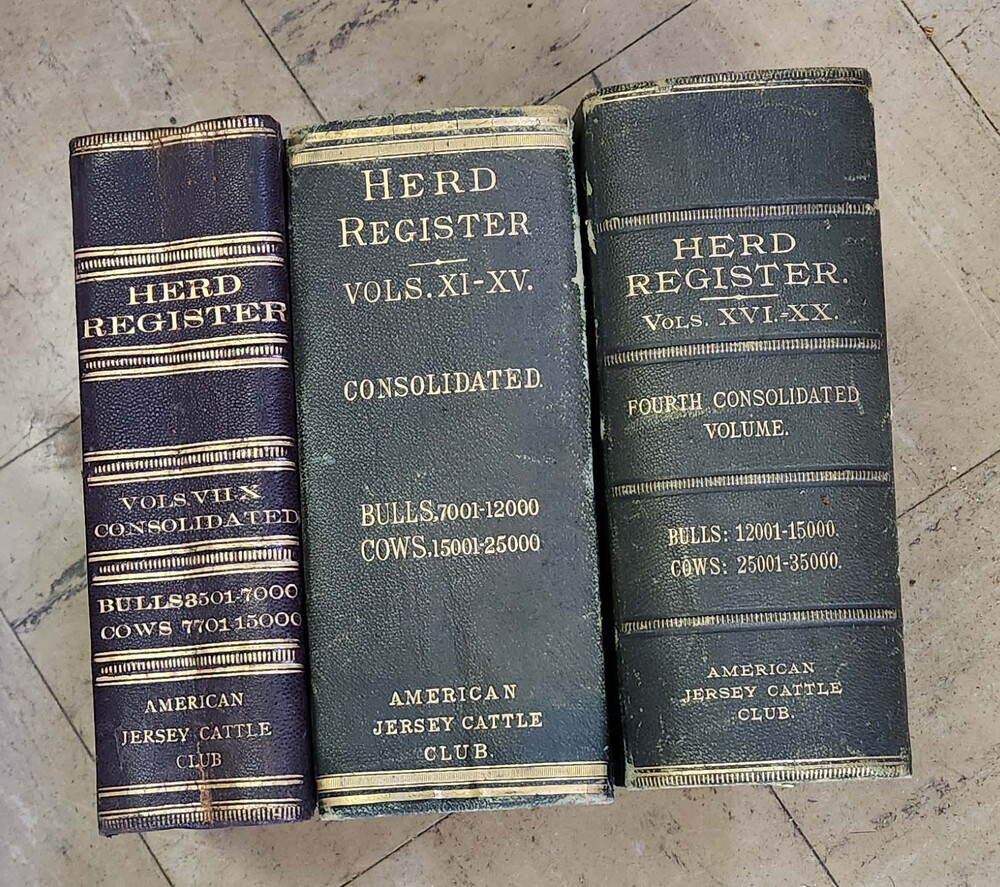 HERD
REGISTER
VOLS. VII X
CONSOLIDATED
BULLS 3501-7000
COWS 7701-15000
AMERICAN
JERSEY CATTLE
CLUB
HERD
REGISTER
VOLS. XI-XV.
CONSOLIDATED.
BULLS.7001-12000
COWS.15001-25000
AMERICAN
JERSEY CATTLE
CLUB.
HERD
REGISTER.
VOLS. XVI.-XX.
FOURTH CONSOLIDATED
VOLUME.
BULLS: 12001-15000.
COWS: 25001-35000.
AMERICAN
JERSEY CATTLE
CLUB.